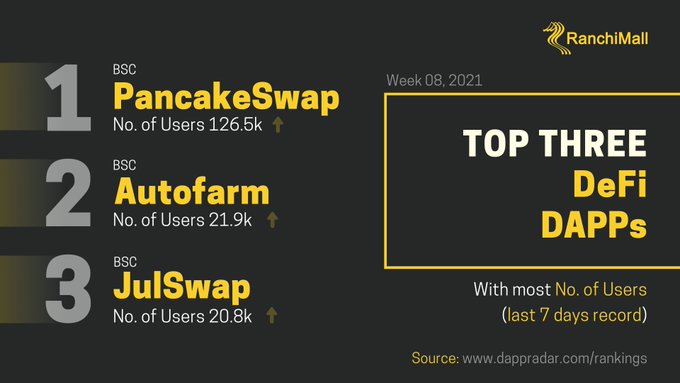 RanchiMall
1
BSC
PancakeSwap
No. of Users 126.5k
2
BSC
Autofarm
No. of Users 21.9k
3
BSC
JulSwap
No. of Users 20.8k
Week 08, 2021
TOP THREE
DeFi
DAPPs
With most No. of Users
(last 7 days record)
Source: www.dappradar.com/rankings